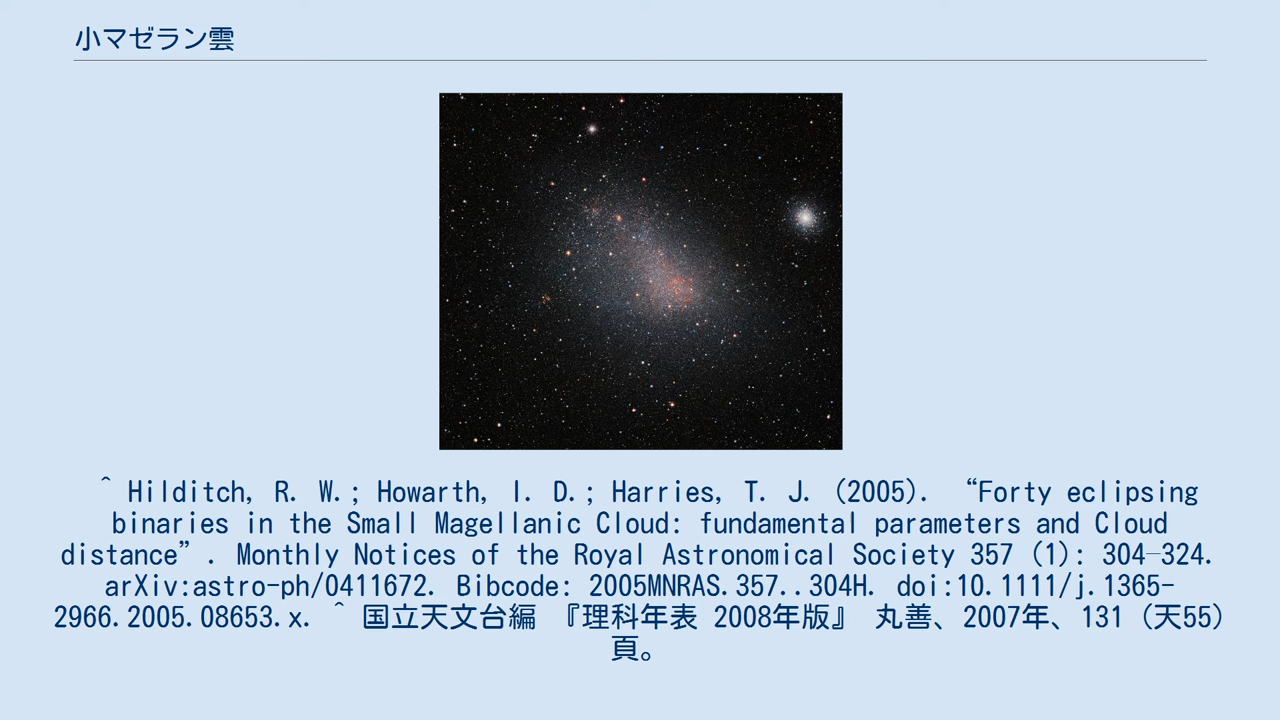 小マゼラン雲
^ Hilditch, R. W.; Howarth, I. D.; Harries, T. J. (2005). “Forty eclipsing
binaries in the Small Magellanic Cloud: fundamental parameters and Cloud
distance”. Monthly Notices of the Royal Astronomical Society 357 (1): 304–324.
arXiv:astro-ph/0411672. Bibcode: 2005MNRAS.357..304H. doi:10.1111/j.1365-
2966.2005.08653.x. ^ 国立天文台編 『理科年表 2008年版』 丸善、2007年、131（天55）
頁。